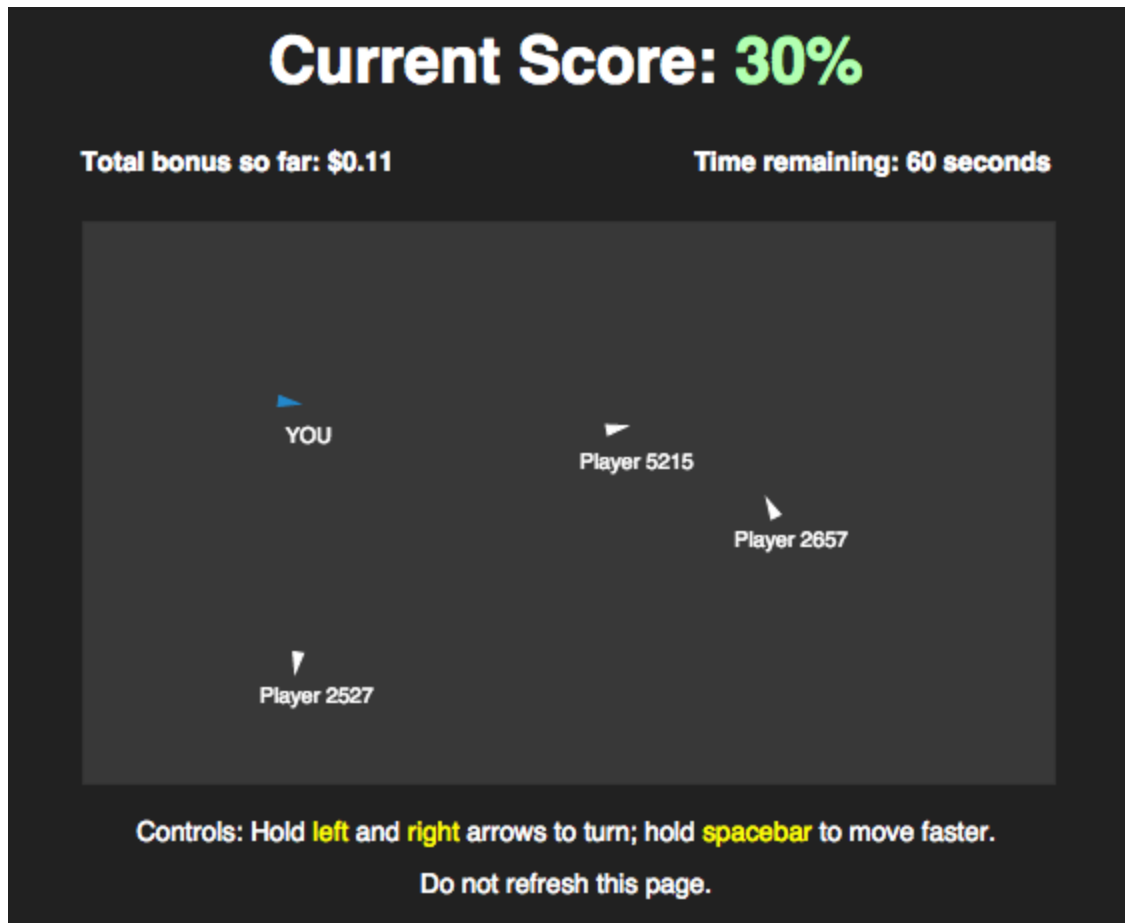 Current Score: 30%
Total bonus so far: $0.11
Time remaining: 60 seconds
YOU
Player 5215
Player 2657
Player 2527
Controls: Hold left and right arrows to turn; hold spacebar to move faster.
Do not refresh this page.